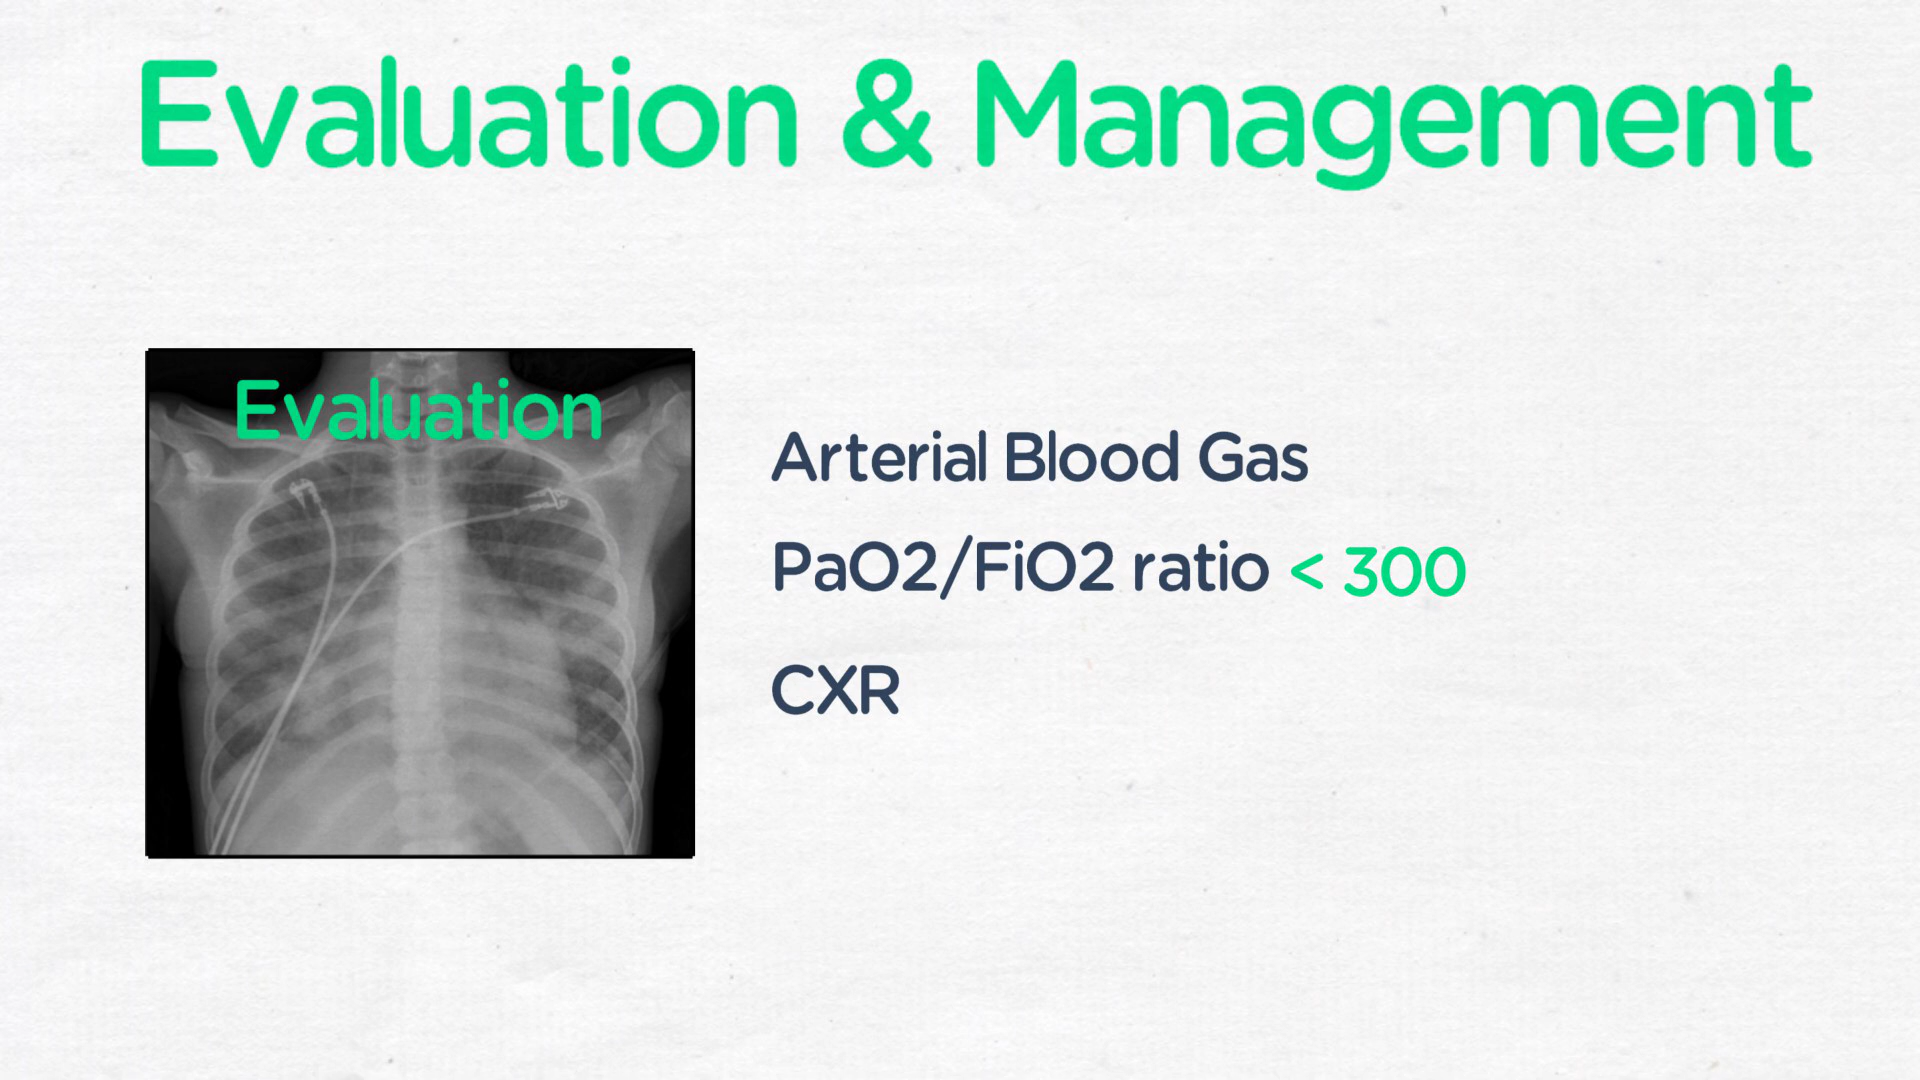 Evaluation & Management
Evaluation
Arterial Blood Gas
PaO2/FiO2 ratio < 300
CXR